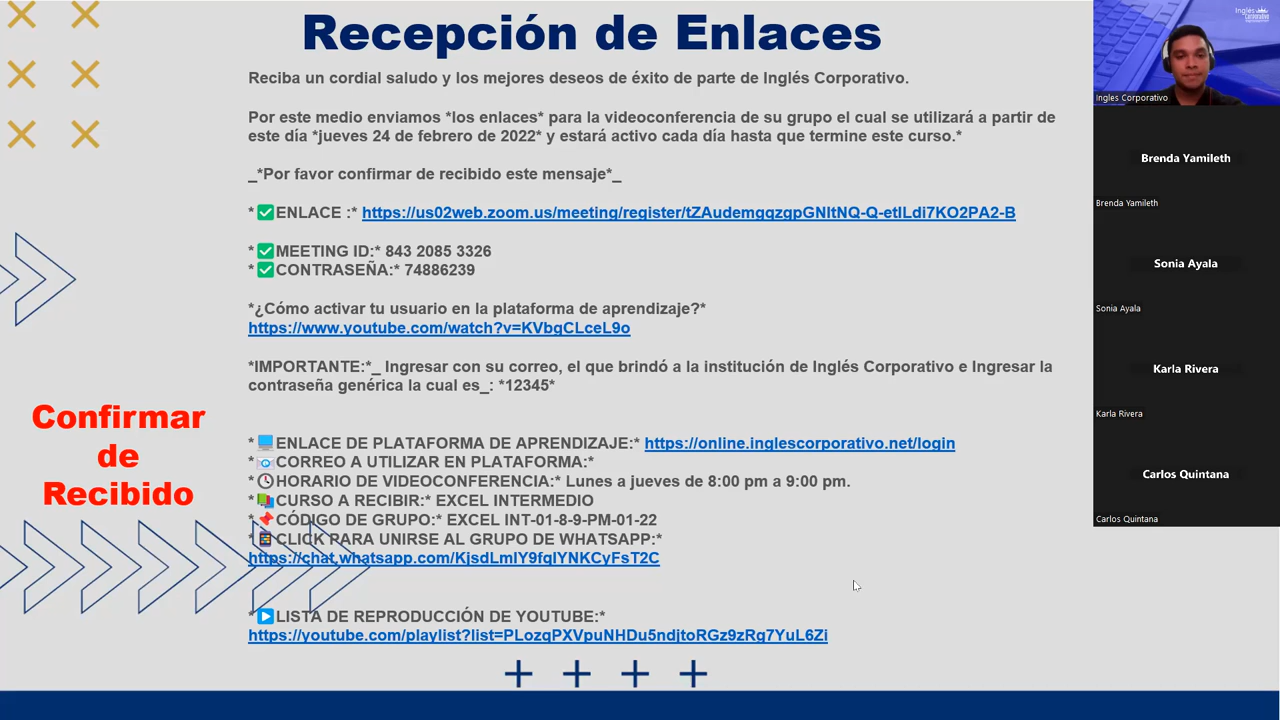 Recepción de Enlaces
Reciba un cordial saludo y los mejores deseos de éxito de parte de Inglés Corporativo.
Por este medio enviamos *los enlaces* para la videoconferencia de su grupo el cual se utilizará a partir de
este día *jueves 24 de febrero de 2022* y estará activo cada día hasta que termine este curso.*
_*Por favor confirmar de recibido este mensaje*_
*✅ENLACE :* https://us02web.zoom.us/meeting/register/tZAudemgqzgpGNItNQ-Q-etlLdi7KO2PA2-B
*✅MEETING ID:* 843 2085 3326
*✅CONTRASEÑA:* 74886239
*¿Cómo activar tu usuario en la plataforma de aprendizaje?*
https://www.youtube.com/watch?v=KVbgCLceL9o
*IMPORTANTE:*_ Ingresar con su correo, el que brindó a la institución de Inglés Corporativo e Ingresar la
contraseña genérica la cual es_: *12345*
Confirmar
de
Recibido
*🖥️ENLACE DE PLATAFORMA DE APRENDIZAJE:* https://online.inglescorporativo.net/login
*📧CORREO A UTILIZAR EN PLATAFORMA:*
*🕓HORARIO DE VIDEOCONFERENCIA:* Lunes a jueves de 8:00 pm a 9:00 pm.
*📚CURSO A RECIBIR:* EXCEL INTERMEDIO
*📌CÓDIGO DE GRUPO:* EXCEL INT-01-8-9-PM-01-22
*🧮CLICK PARA UNIRSE AL GRUPO DE WHATSAPP:*
https://chat.whatsapp.com/KjsdLmIY9fqIYNKCyFsT2C
*▶️LISTA DE REPRODUCCIÓN DE YOUTUBE:*
https://youtube.com/playlist?list=PLozqPXVpuNHDu5ndjtoRGz9zRg7YuL6Zi
Inglés
Corporativo
Ingles Corporativo
Brenda Yamileth
Brenda Yamileth
Sonia Ayala
Sonia Ayala
Karla Rivera
Karla Rivera
Carlos Quintana
Carlos Quintana